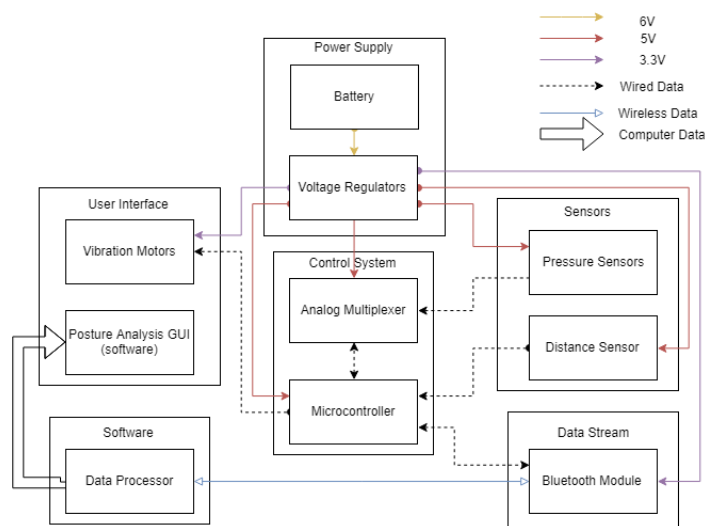 6V
5V
3.3V
Wired Data
Wireless Data
Computer Data
Power Supply
Battery
Voltage Regulators
User Interface
Vibration Motors
Posture Analysis GUI
(software)
Control System
Analog Multiplexer
Microcontroller
Sensors
Pressure Sensors
Distance Sensor
Software
Data Processor
Data Stream
Bluetooth Module